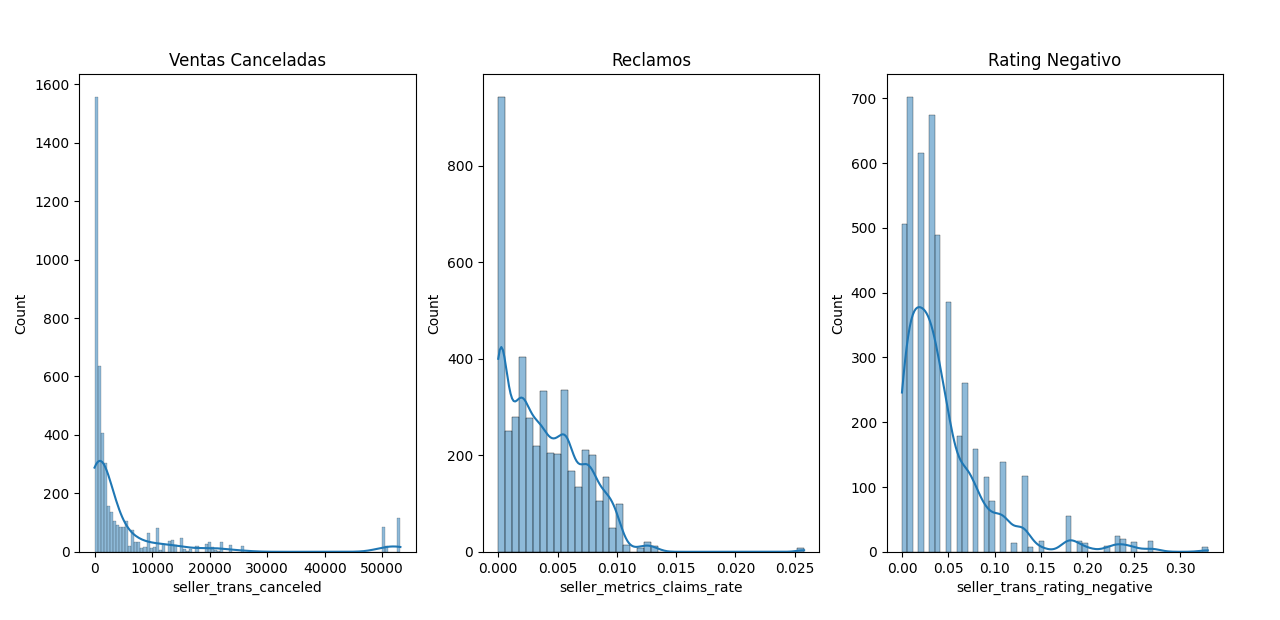 Ventas Canceladas
1600
1400
1200
1000
800
600
400
200
0
Count
0 10000 20000 30000 40000 50000
seller_trans_canceled
Reclamos
800
600
400
200
0
Count
0.000 0.005 0.010 0.015 0.020 0.025
seller_metrics_claims_rate
Rating Negativo
700
600
500
400
300
200
100
0
Count
0.00 0.05 0.10 0.15 0.20 0.25 0.30
seller_trans_rating_negative